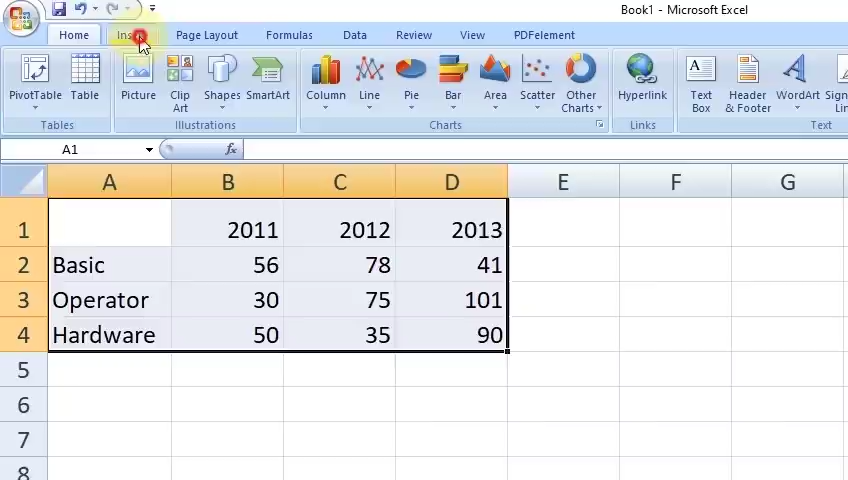 Book1 - Microsoft Excel
Home Page Layout Formulas Data Review View PDFelement
PivotTable Table Picture Clip Art Shapes SmartArt Column Line Pie Bar Area Scatter Other Charts Hyperlink Text Box Header & Footer WordArt
Tables Illustrations Charts Links Text
A1 fx
A B C D E F G
1 2011 2012 2013
2 Basic 56 78 41
3 Operator 30 75 101
4 Hardware 50 35 90
5
6
7
8